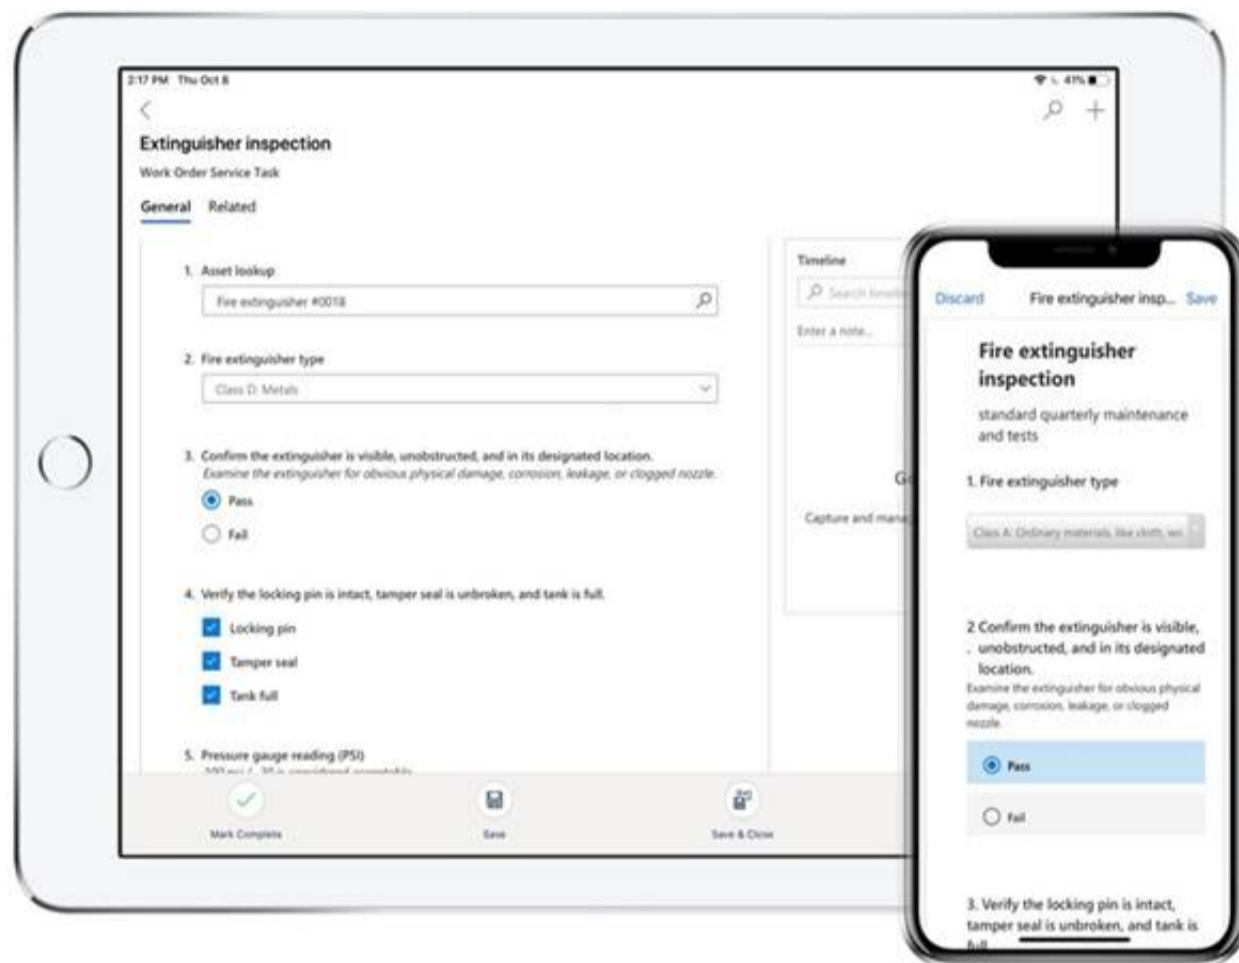 2:17 PM Thu Oct 8
41%
Extinguisher inspection
Work Order Service Task
General Related
1. Asset lookup
Fire extinguisher #0018
2. Fire extinguisher type
Class D: Metals
3. Confirm the extinguisher is visible, unobstructed, and in its designated location.
Examine the extinguisher for obvious physical damage, corrosion, leakage, or clogged nozzle.
Pass
Fail
4. Verify the locking pin is intact, tamper seal is unbroken, and tank is full.
Locking pin
Tamper seal
Tank full
5. Pressure gauge reading (PSI)
Mark Complete
Save
Save & Close
Timeline
Search
Enter a note...
Capture and
Discard
Fire extinguisher insp...
Save
Fire extinguisher
inspection
standard quarterly maintenance
and tests
1. Fire extinguisher type
Class A: Ordinary materials, like cloth,
2 Confirm the extinguisher is visible,
. unobstructed, and in its designated
location.
Examine the extinguisher for obvious physical
damage, corrosion, leakage, or clogged
nozzle.
Pass
Fail
3. Verify the locking pin is intact,
tamper seal is unbroken, and tank is
full.